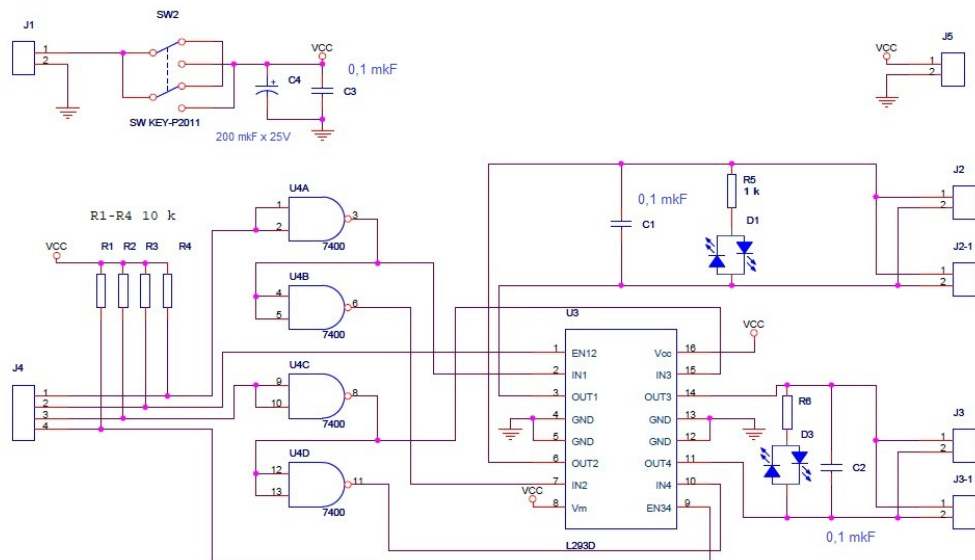 J1
1
2
SW2
SW KEY-P2011
C4
200 mkF x 25V
VCC
0,1 mkF
C3
VCC
J5
1
2
R1-R4 10 k
VCC
R1 R2 R3 R4
J4
1
2
3
4
U4A
1
2
3
7400
U4B
4
5
6
7400
U4C
9
10
8
7400
U4D
12
13
11
7400
0,1 mkF
C1
R5
1 k
D1
J2
1
2
J2-1
1
2
U3
1 EN12 Vcc 16
2 IN1 IN3 15
3 OUT1 OUT3 14
4 GND GND 13
5 GND GND 12
6 OUT2 OUT4 11
7 IN2 IN4 10
8 Vm EN34 9
L293D
VCC
VCC
R6
D3
C2
0,1 mkF
J3
1
2
J3-1
1
2